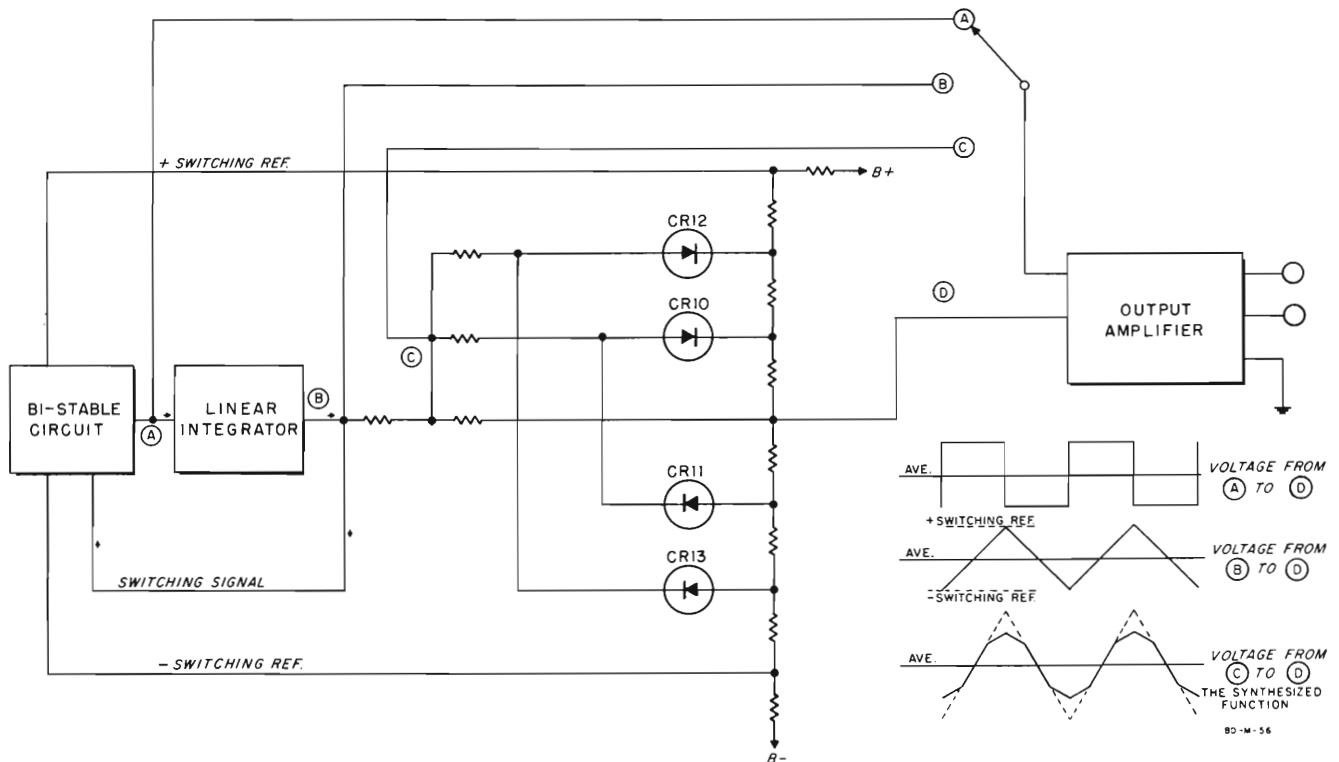 A
B
C
+ SWITCHING REF.
B+
CR12
CR10
D
OUTPUT
AMPLIFIER
C
BI-STABLE
CIRCUIT
A
LINEAR
INTEGRATOR
B
CR11
CR13
SWITCHING SIGNAL
- SWITCHING REF.
B-
AVE.
VOLTAGE FROM
A TO D
+ SWITCHING REF.
AVE.
VOLTAGE FROM
B TO D
- SWITCHING REF.
AVE.
VOLTAGE FROM
C TO D
THE SYNTHESIZED
FUNCTION
BD-M-56